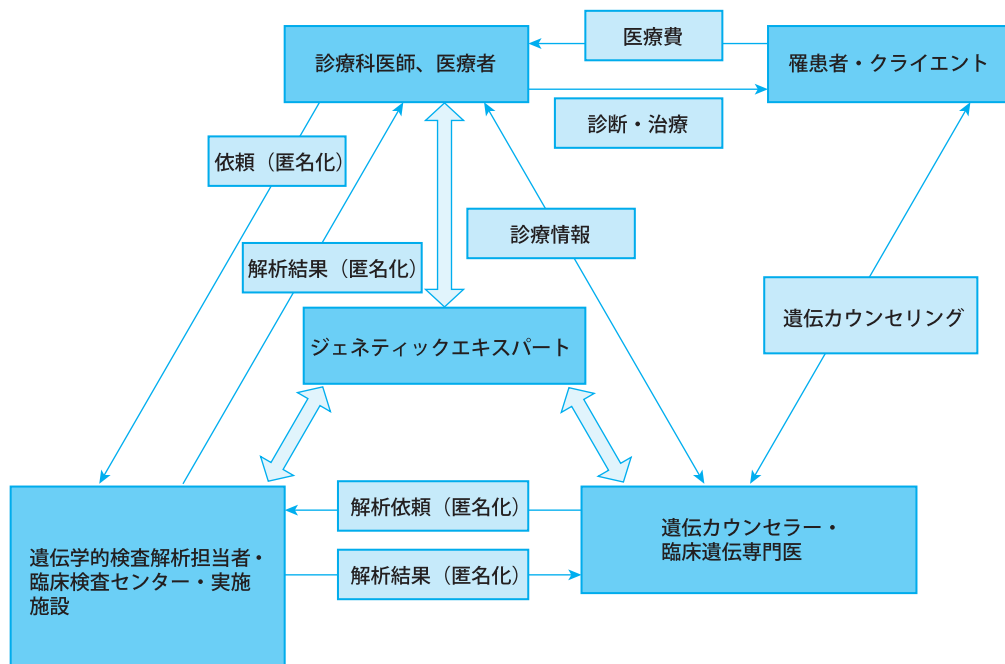 医療費
診療科医師、医療者
罹患者・クライエント
診断・治療
依頼（匿名化）
診療情報
解析結果（匿名化）
遺伝カウンセリング
ジェネティックエキスパート
解析依頼（匿名化）
遺伝カウンセラー・
臨床遺伝専門医
遺伝学的検査解析担当者・
臨床検査センター・実施
施設
解析結果（匿名化）